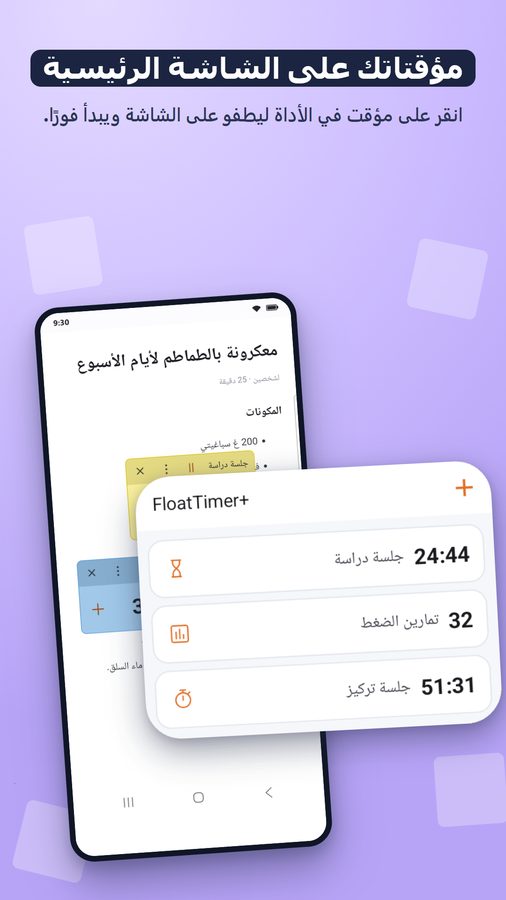 مؤقتاتك على الشاشة الرئيسية
انقر على مؤقت في الأداة ليطفو على الشاشة ويبدأ فورًا.
9:30
معكرونة بالطماطم لأيام الأسبوع
لشخصين · 25 دقيقة
المكونات
• 200 غ سباغيتي
جلسة دراسة
ماء السلق.
FloatTimer+
24:44 جلسة دراسة
32 تمارين الضغط
51:31 جلسة تركيز